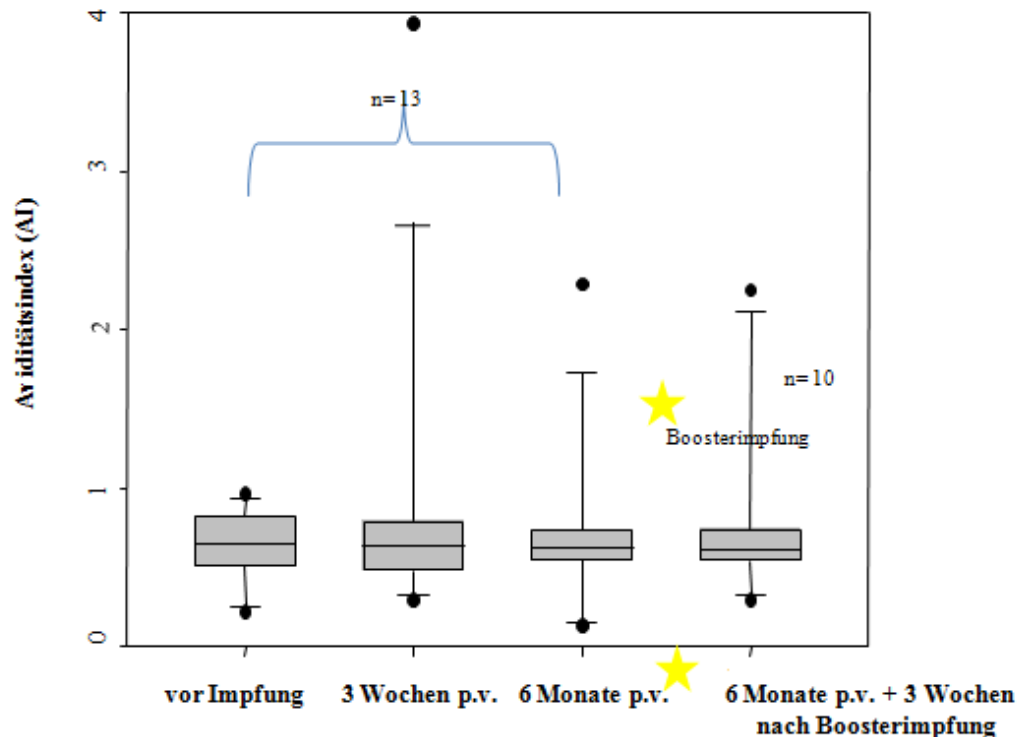 4
n=13
3
Aviditätsindex (AI)
2
n=10
Boosterimpfung
1
0
vor Impfung
3 Wochen p.v.
6 Monate p.v.
6 Monate p.v. + 3 Wochen
nach Boosterimpfung